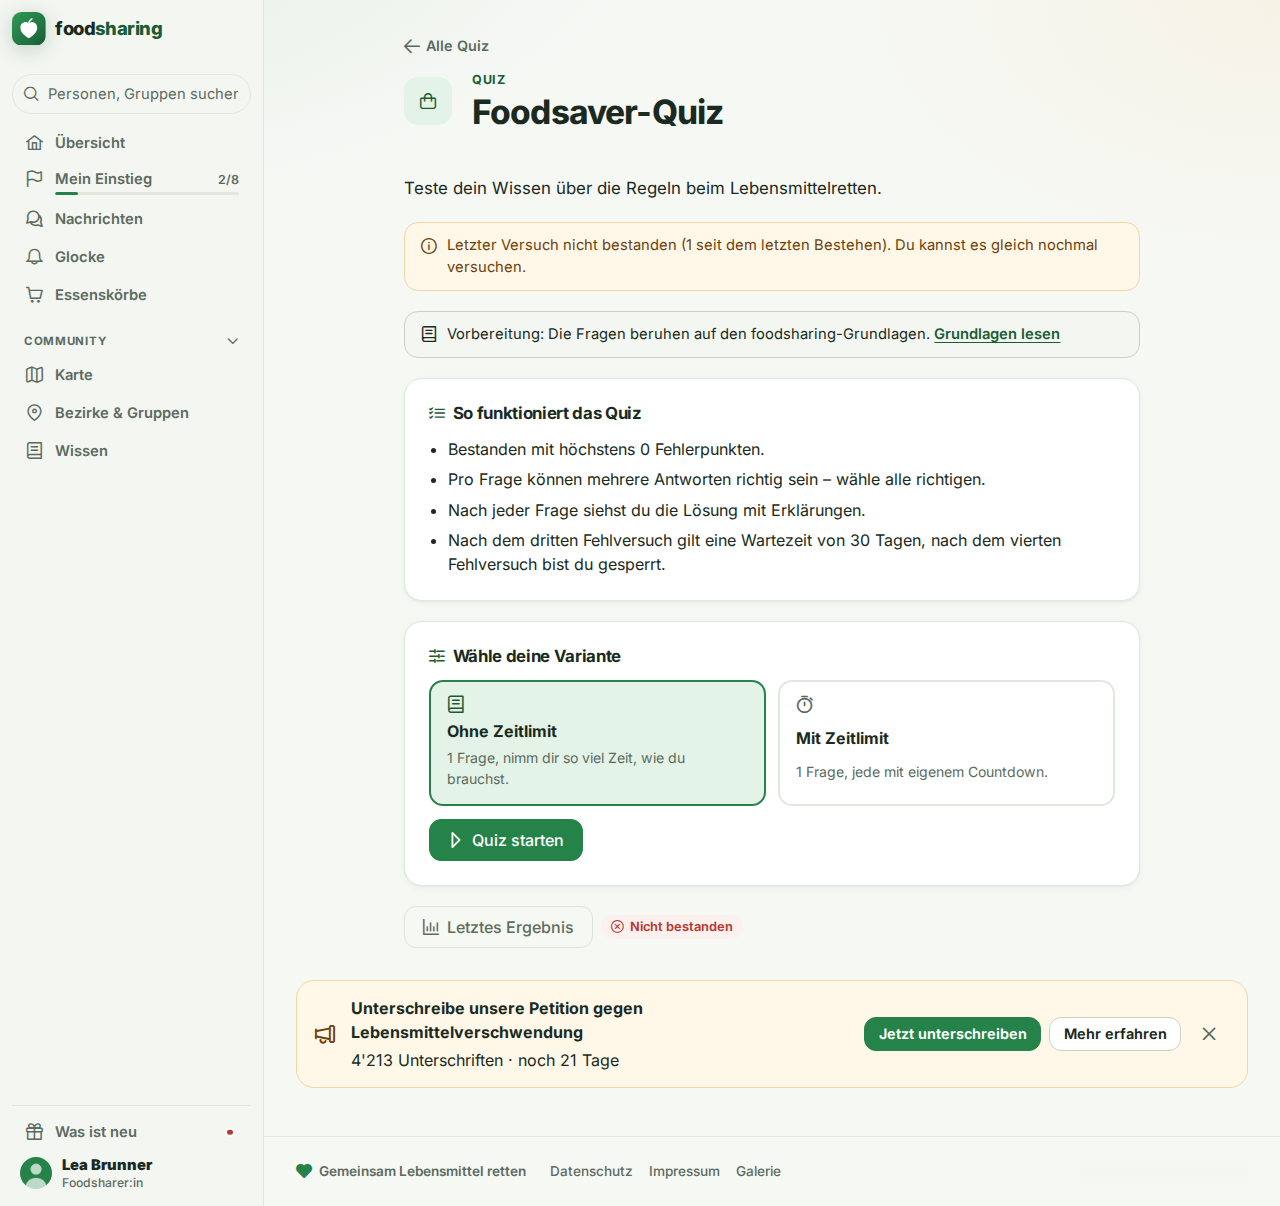 foodsharing
Personen, Gruppen sucher
Übersicht
Mein Einstieg 2/8
Nachrichten
Glocke
Essenskörbe
COMMUNITY
Karte
Bezirke & Gruppen
Wissen
Was ist neu
Lea Brunner
Foodsharer:in
Alle Quiz
QUIZ
Foodsaver-Quiz
Teste dein Wissen über die Regeln beim Lebensmittelretten.
Letzter Versuch nicht bestanden (1 seit dem letzten Bestehen). Du kannst es gleich nochmal
versuchen.
Vorbereitung: Die Fragen beruhen auf den foodsharing-Grundlagen. Grundlagen lesen
So funktioniert das Quiz
• Bestanden mit höchstens 0 Fehlerpunkten.
• Pro Frage können mehrere Antworten richtig sein – wähle alle richtigen.
• Nach jeder Frage siehst du die Lösung mit Erklärungen.
• Nach dem dritten Fehlversuch gilt eine Wartezeit von 30 Tagen, nach dem vierten
Fehlversuch bist du gesperrt.
Wähle deine Variante
Ohne Zeitlimit
1 Frage, nimm dir so viel Zeit, wie du
brauchst.
Mit Zeitlimit
1 Frage, jede mit eigenem Countdown.
Quiz starten
Letztes Ergebnis
Nicht bestanden
Unterschreibe unsere Petition gegen
Lebensmittelverschwendung
4'213 Unterschriften · noch 21 Tage
Jetzt unterschreiben
Mehr erfahren
Gemeinsam Lebensmittel retten
Datenschutz
Impressum
Galerie